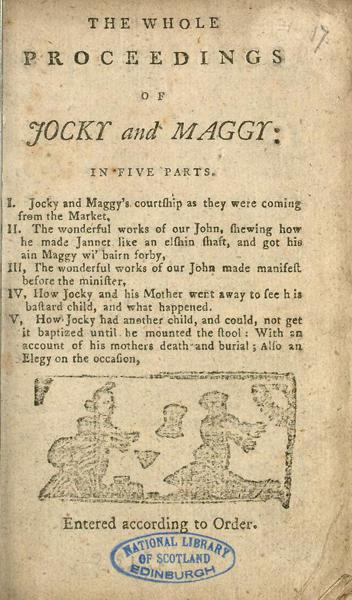 17
THE WHOLE
PROCEEDINGS
OF
JOCKY and MAGGY:
IN FIVE PARTS.
I. Jocky and Maggy's courtſhip as they were coming
from the Market,
II. The wonderful works of our John, ſhewing how
he made Jannet like an elſhin ſhaft, and got his
ain Maggy wi' bairn forby,
III, The wonderful works of our John made manifeſt
before the miniſter,
IV, How Jocky and his Mother went away to ſee his
baſtard child, and what happened.
V, How Jocky had another child, and could, not get
it baptized until he mounted the ſtool: With an
account of his mothers death and burial; Alſo an
Elegy on the occaſion,
Entered according to Order.
NATIONAL LIBRARY
OF SCOTLAND
EDINBURGH